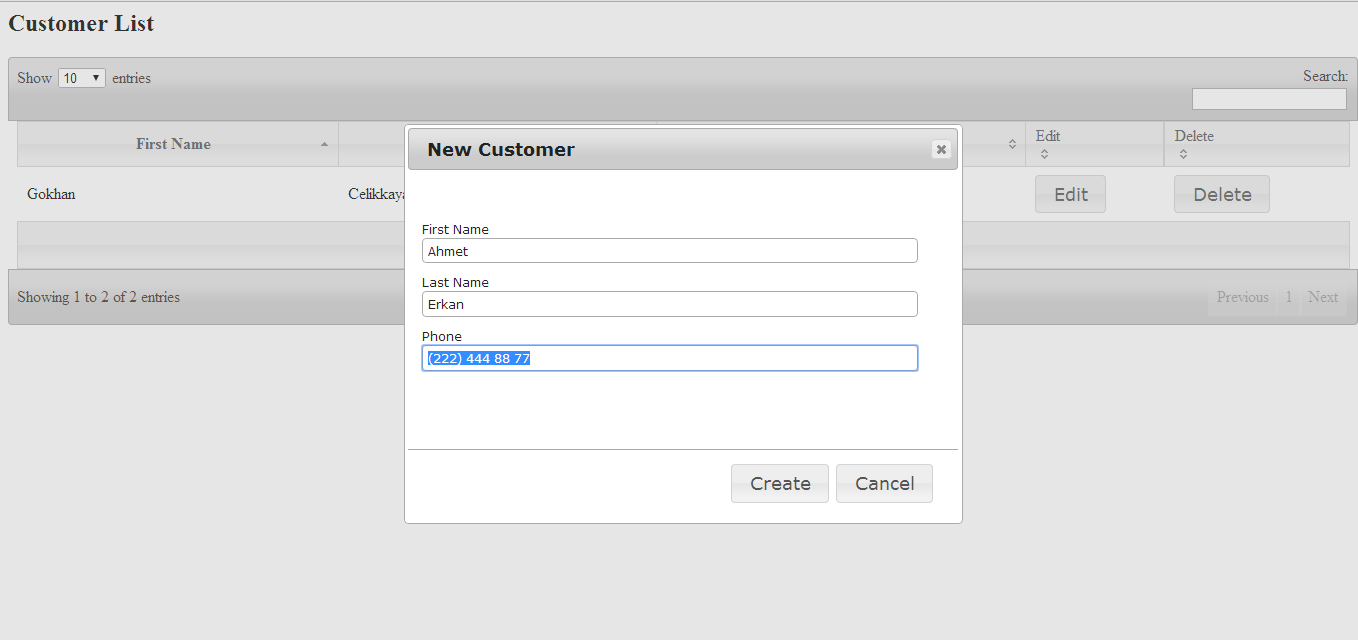 Customer List
Show 10 entries
Search:
First Name
Edit
Delete
Gokhan Celikkaya Edit Delete
Showing 1 to 2 of 2 entries
Previous 1 Next
New Customer
First Name
Ahmet
Last Name
Erkan
Phone
(222) 444 88 77
Create Cancel